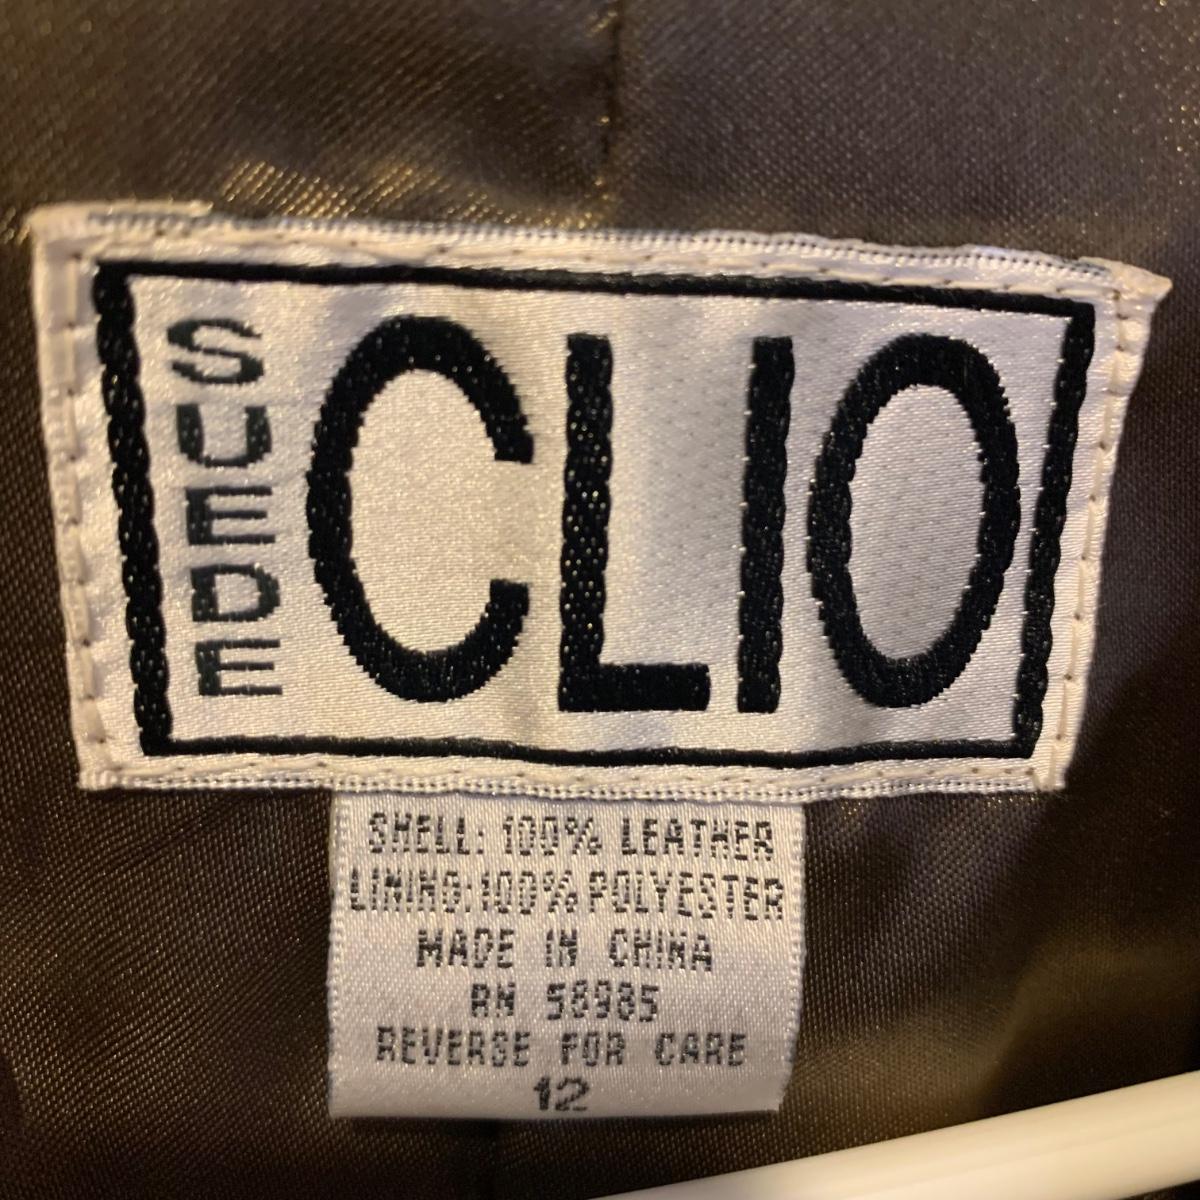 SUEDE
CLIO
SHELL: 100% LEATHER
LINING: 100% POLYESTER
MADE IN CHINA
RN 58985
REVERSE FOR CARE
12